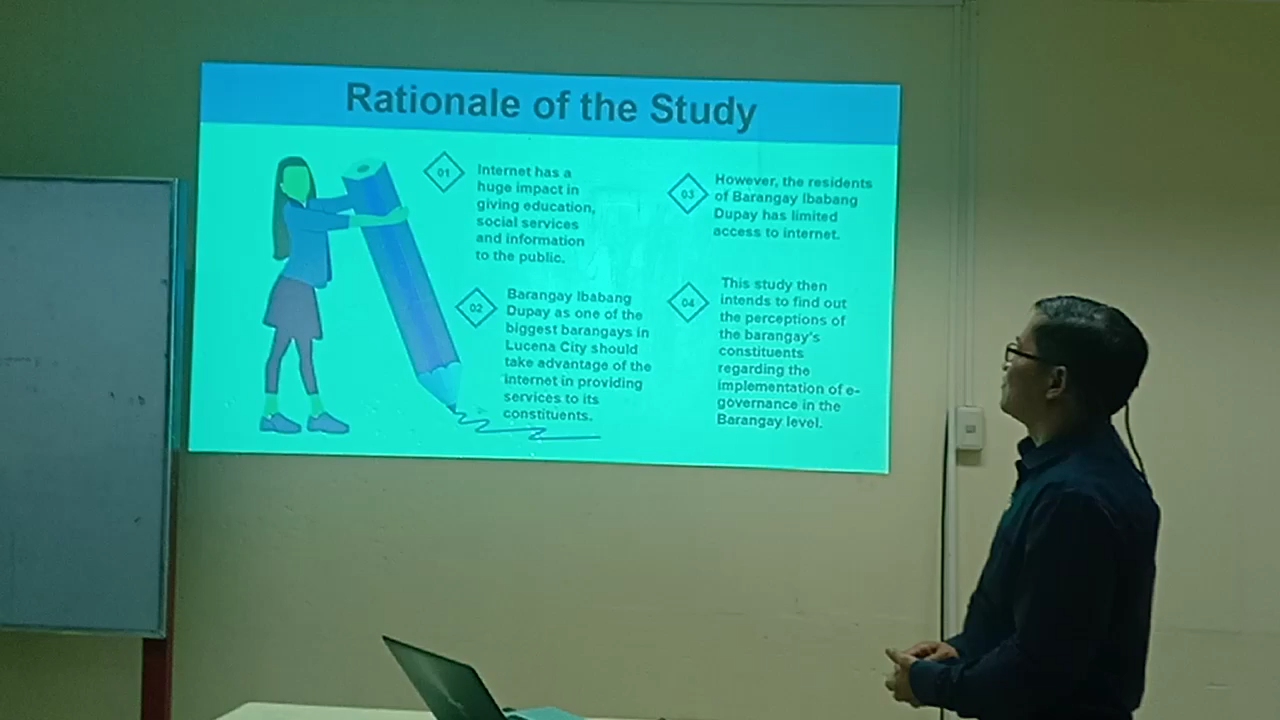 Rationale of the Study
01
Internet has a
huge impact in
giving education,
social services
and information
to the public.
02
Barangay Ibabang
Dupay as one of the
biggest barangays in
Lucena City should
take advantage of the
internet in providing
services to its
constituents.
03
However, the residents
of Barangay Ibabang
Dupay has limited
access to internet.
04
This study then
intends to find out
the perceptions of
the barangay's
constituents
regarding the
implementation of e-
governance in the
Barangay level.